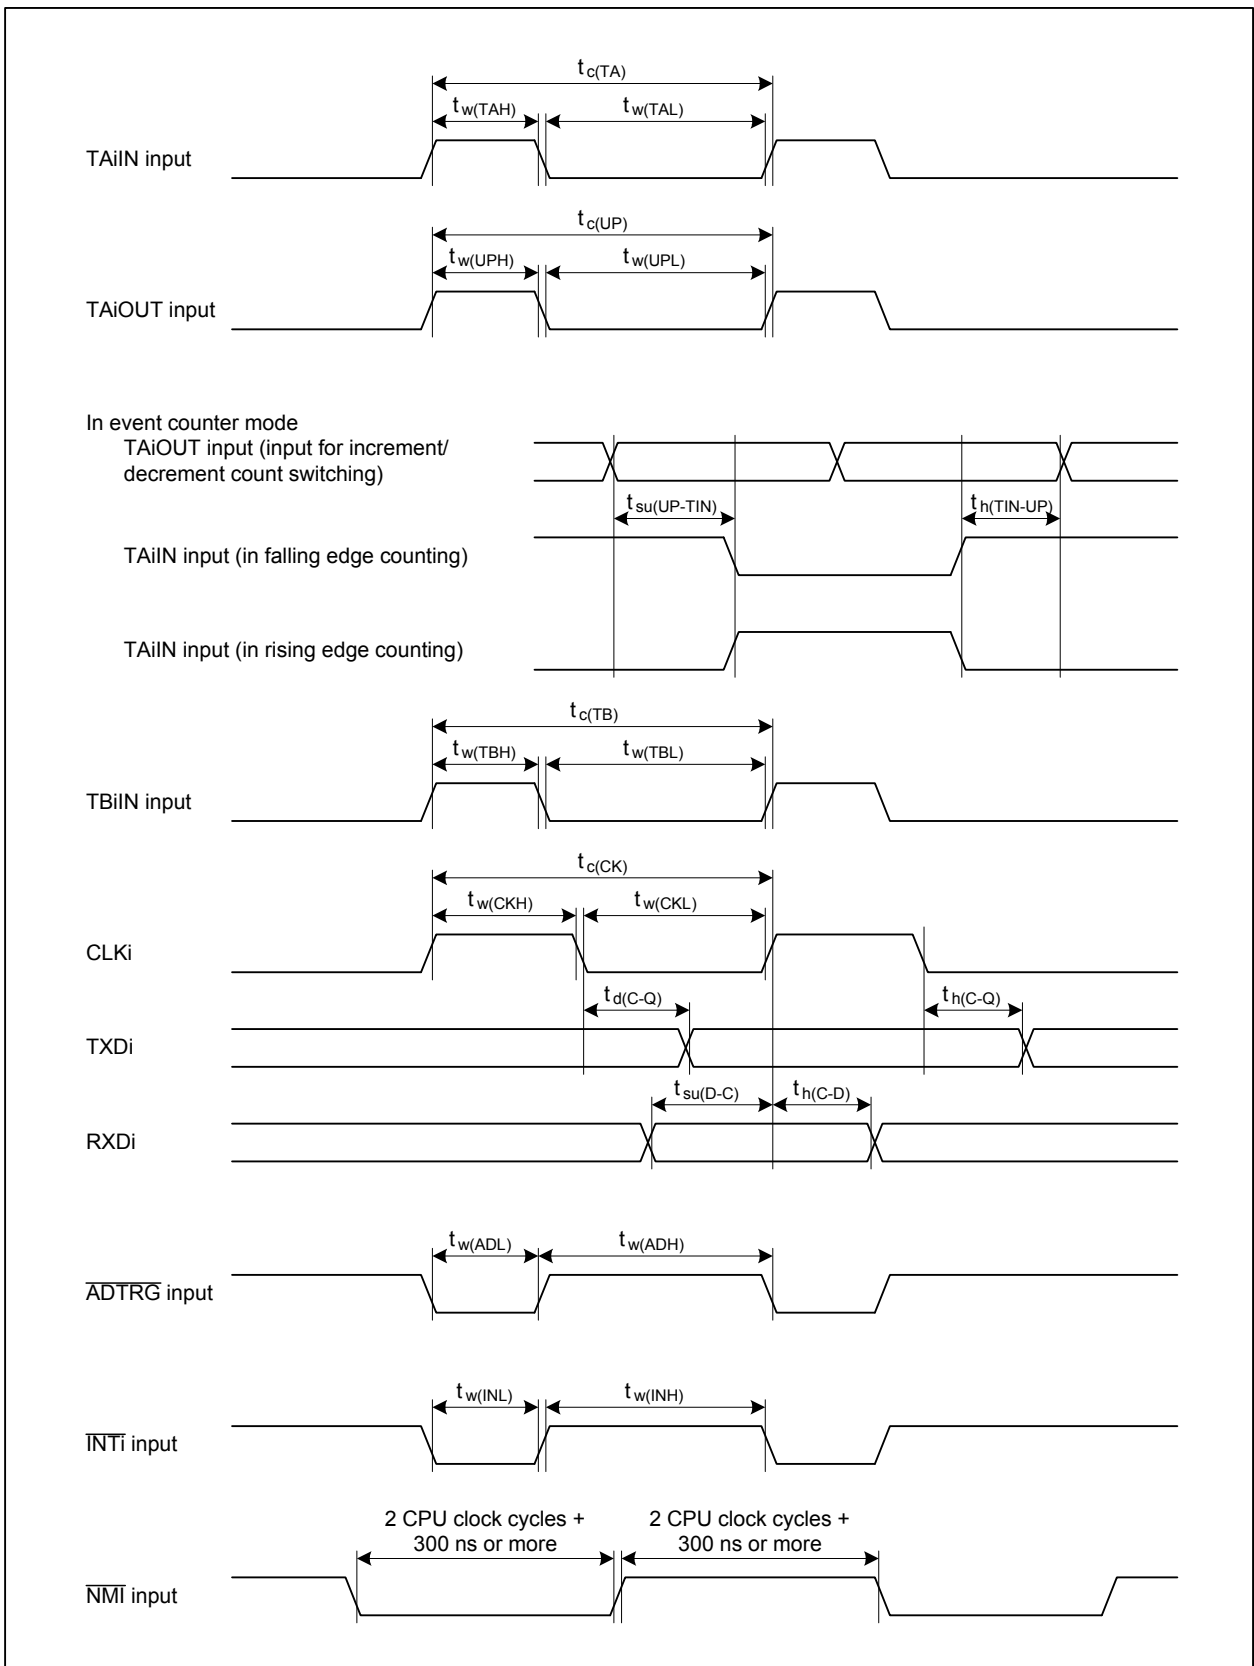 tc(TA)
tw(TAH) tw(TAL)
TAiIN input
tc(UP)
tw(UPH) tw(UPL)
TAiOUT input
In event counter mode
TAiOUT input (input for increment/
decrement count switching)
tsu(UP-TIN) th(TIN-UP)
TAiIN input (in falling edge counting)
TAiIN input (in rising edge counting)
tc(TB)
tw(TBH) tw(TBL)
TBiIN input
tc(CK)
tw(CKH) tw(CKL)
CLKi
td(C-Q) th(C-Q)
TXDi
tsu(D-C) th(C-D)
RXDi
tw(ADL) tw(ADH)
ADTRG input
tw(INL) tw(INH)
INTi input
2 CPU clock cycles +
300 ns or more
2 CPU clock cycles +
300 ns or more
NMI input